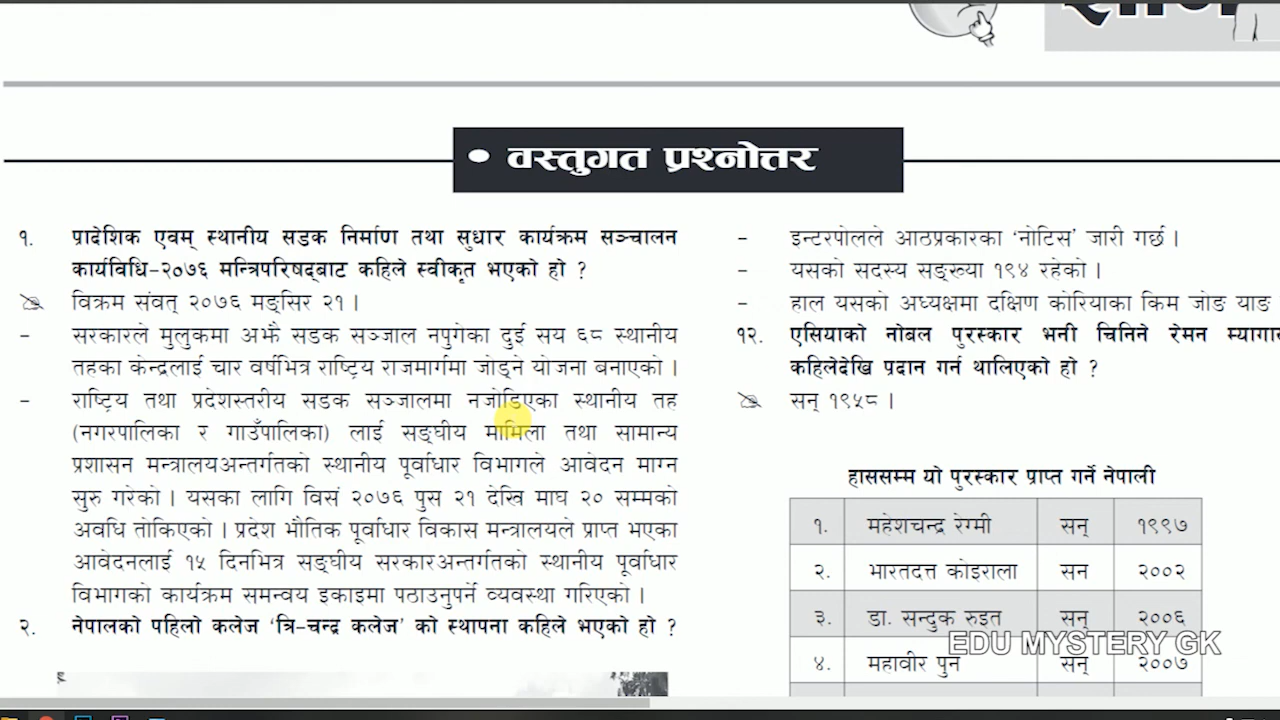 • वस्तुगत प्रश्नोत्तर
१. प्रादेशिक एवम् स्थानीय सडक निर्माण तथा सुधार कार्यक्रम सञ्चालन
कार्यविधि-२०७६ मन्त्रिपरिषद्बाट कहिले स्वीकृत भएको हो ?
विक्रम संवत् २०७६ मङ्सिर २१ ।
- सरकारले मुलुकमा अझै सडक सञ्जाल नपुगेका दुई सय ६८ स्थानीय
तहका केन्द्रलाई चार वर्षभित्र राष्ट्रिय राजमार्गमा जोड्ने योजना बनाएको ।
- राष्ट्रिय तथा प्रदेशस्तरीय सडक सञ्जालमा नजोडिएका स्थानीय तह
(नगरपालिका र गाउँपालिका) लाई सङ्घीय मामिला तथा सामान्य
प्रशासन मन्त्रालयअन्तर्गतको स्थानीय पूर्वाधार विभागले आवेदन माग्न
सुरु गरेको । यसका लागि विसं २०७६ पुस २१ देखि माघ २० सम्मको
अवधि तोकिएको । प्रदेश भौतिक पूर्वाधार विकास मन्त्रालयले प्राप्त भएका
आवेदनलाई १५ दिनभित्र सङ्घीय सरकारअन्तर्गतको स्थानीय पूर्वाधार
विभागको कार्यक्रम समन्वय इकाइमा पठाउनुपर्ने व्यवस्था गरिएको ।
२. नेपालको पहिलो कलेज ‘त्रि-चन्द्र कलेज’ को स्थापना कहिले भएको हो ?
- इन्टरपोलले आठप्रकारका ‘नोटिस’ जारी गर्छ ।
- यसको सदस्य सङ्ख्या १९४ रहेको ।
- हाल यसको अध्यक्षमा दक्षिण कोरियाका किम जोङ याङ
१२. एसियाको नोबल पुरस्कार भनी चिनिने रेमन
कहिलेदेखि प्रदान गर्न थालिएको हो ?
सन् १९५८ ।
हाससम्म यो पुरस्कार प्राप्त गर्ने नेपाली
१. महेशचन्द्र रेग्मी सन् १९९७
२. भारतदत्त कोइराला सन २००२
३. डा. सन्दुक रुइत सन् २००६
४. महावीर पुन सन् २००७
EDU MYSTERY GK